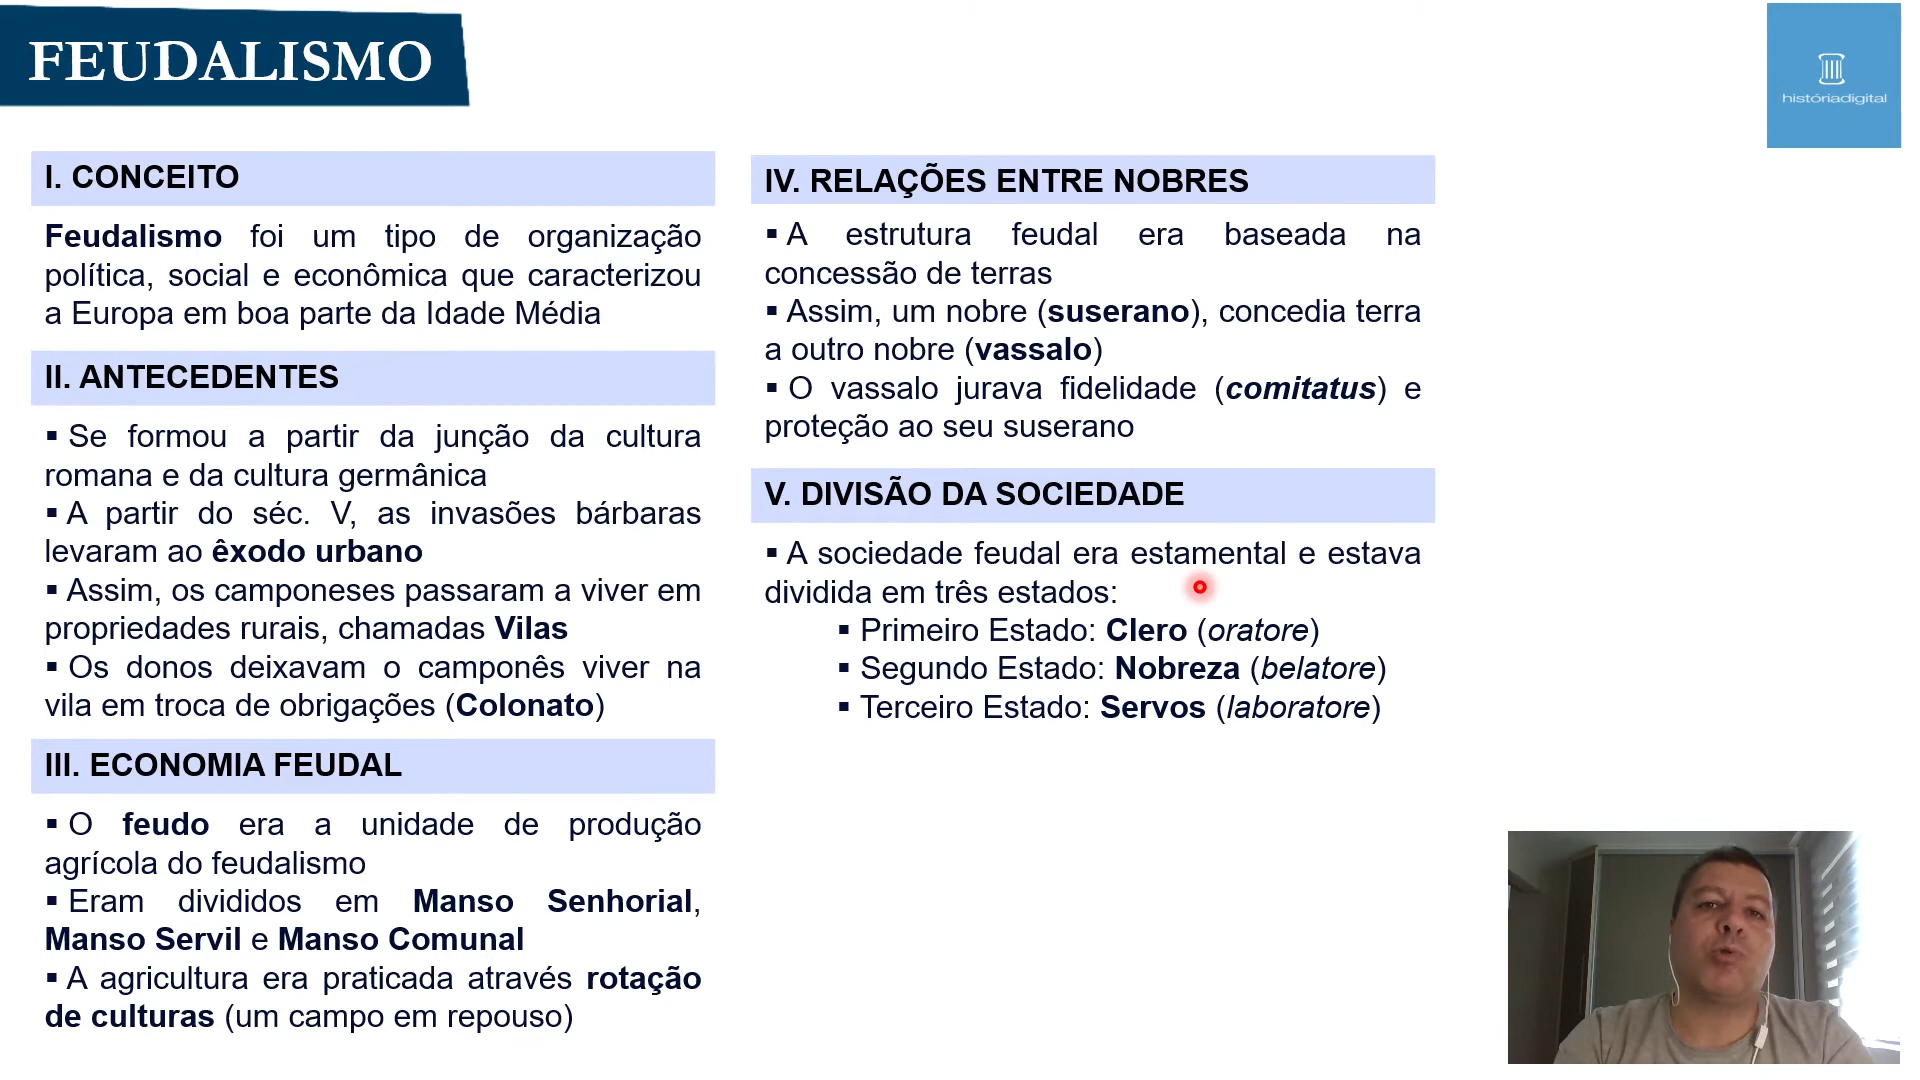 FEUDALISMO
históriadigital
I. CONCEITO
Feudalismo foi um tipo de organização
política, social e econômica que caracterizou
a Europa em boa parte da Idade Média
II. ANTECEDENTES
▪ Se formou a partir da junção da cultura
romana e da cultura germânica
▪ A partir do séc. V, as invasões bárbaras
levaram ao êxodo urbano
▪ Assim, os camponeses passaram a viver em
propriedades rurais, chamadas Vilas
▪ Os donos deixavam o camponês viver na
vila em troca de obrigações (Colonato)
III. ECONOMIA FEUDAL
▪ O feudo era a unidade de produção
agrícola do feudalismo
▪ Eram divididos em Manso Senhorial,
Manso Servil e Manso Comunal
▪ A agricultura era praticada através rotação
de culturas (um campo em repouso)
IV. RELAÇÕES ENTRE NOBRES
▪ A estrutura feudal era baseada na
concessão de terras
▪ Assim, um nobre (suserano), concedia terra
a outro nobre (vassalo)
▪ O vassalo jurava fidelidade (comitatus) e
proteção ao seu suserano
V. DIVISÃO DA SOCIEDADE
▪ A sociedade feudal era estamental e estava
dividida em três estados:
▪ Primeiro Estado: Clero (oratore)
▪ Segundo Estado: Nobreza (belatore)
▪ Terceiro Estado: Servos (laboratore)